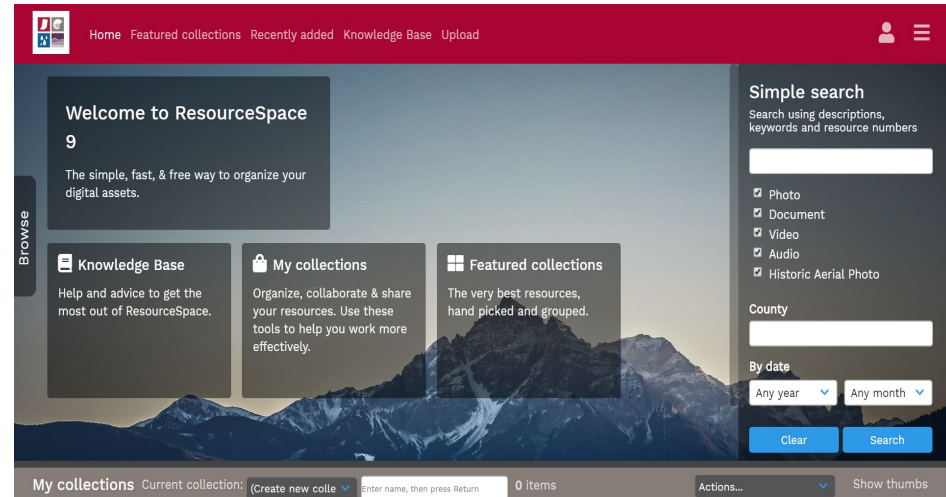 Home Featured collections Recently added Knowledge Base Upload
Welcome to ResourceSpace
9
The simple, fast, & free way to organize your
digital assets.
Browse
Knowledge Base
Help and advice to get the
most out of ResourceSpace.
My collections
Organize, collaborate & share
your resources. Use these
tools to help you work more
effectively.
Featured collections
The very best resources,
hand picked and grouped.
Simple search
Search using descriptions,
keywords and resource numbers
Photo
Document
Video
Audio
Historic Aerial Photo
County
By date
Any year Any month
Clear Search
My collections Current collection: (Create new colle Enter name, then press Return 0 items Actions... Show thumbs